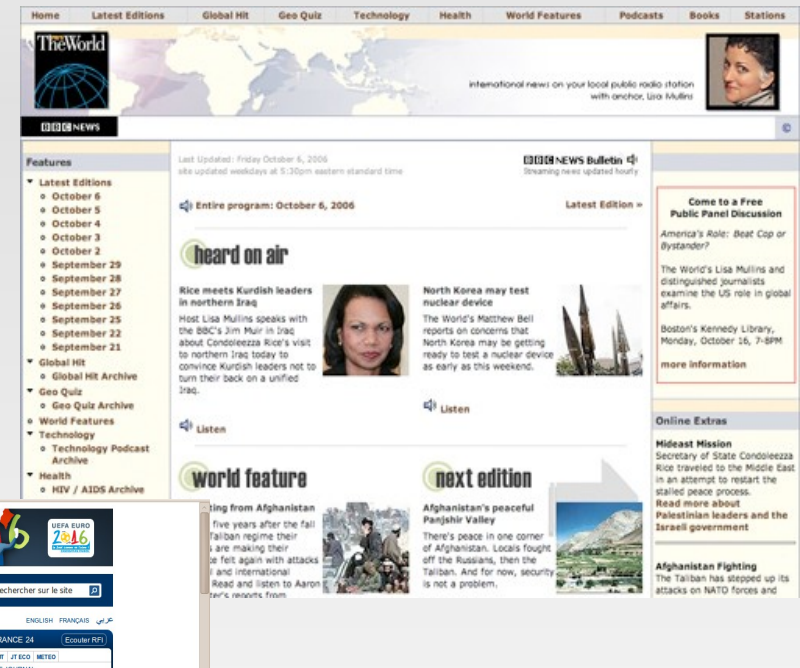 Home Latest Editions Global Hit Geo Quiz Technology Health World Features Podcasts Books Stations
TheWorld
international news on your local public radio station
with anchor, Lisa Mullins
BBC NEWS
©
Features
Latest Editions
October 6
October 5
October 4
October 3
October 2
September 29
September 28
September 27
September 26
September 25
September 22
September 21
Global Hit
Global Hit Archive
Geo Quiz
Geo Quiz Archive
World Features
Technology
Technology Podcast
Archive
Health
HIV / AIDS Archive
Last Updated: Friday October 6, 2006
site updated weekdays at 5:30pm eastern standard time
BBC NEWS Bulletin
Streaming news updated hourly
Entire program: October 6, 2006
Latest Edition »
heard on air
Rice meets Kurdish leaders
in northern Iraq
Host Lisa Mullins speaks with
the BBC's Jim Muir in Iraq
about Condoleezza Rice's visit
to northern Iraq today to
convince Kurdish leaders not to
turn their back on a unified
Iraq.
Listen
North Korea may test
nuclear device
The World's Matthew Bell
reports on concerns that
North Korea may be getting
ready to test a nuclear device
as early as this weekend.
Listen
world feature
ting from Afghanistan
five years after the fall
Taliban regime their
s are making their
ce felt again with attacks
l and international
Read and listen to Aaron
ter's reports from
next edition
Afghanistan's peaceful
Panjshir Valley
There's peace in one corner
of Afghanistan. Locals fought
off the Russians, then the
Taliban. And for now, security
is not a problem.
Come to a Free
Public Panel Discussion
America's Role: Beat Cop or
Bystander?
The World's Lisa Mullins and
distinguished journalists
examine the US role in global
affairs.
Boston's Kennedy Library,
Monday, October 16, 7-8PM
more information
Online Extras
Mideast Mission
Secretary of State Condoleezza
Rice traveled to the Middle East
in an attempt to restart the
stalled peace process.
Read more about
Palestinian leaders and the
Israeli government
Afghanistan Fighting
The Taliban has stepped up its
attacks on NATO forces and
UEFA EURO
2016
echercher sur le site
ENGLISH FRANÇAIS عربي
RANCE 24 Ecouter RFI
JT ECO METEO